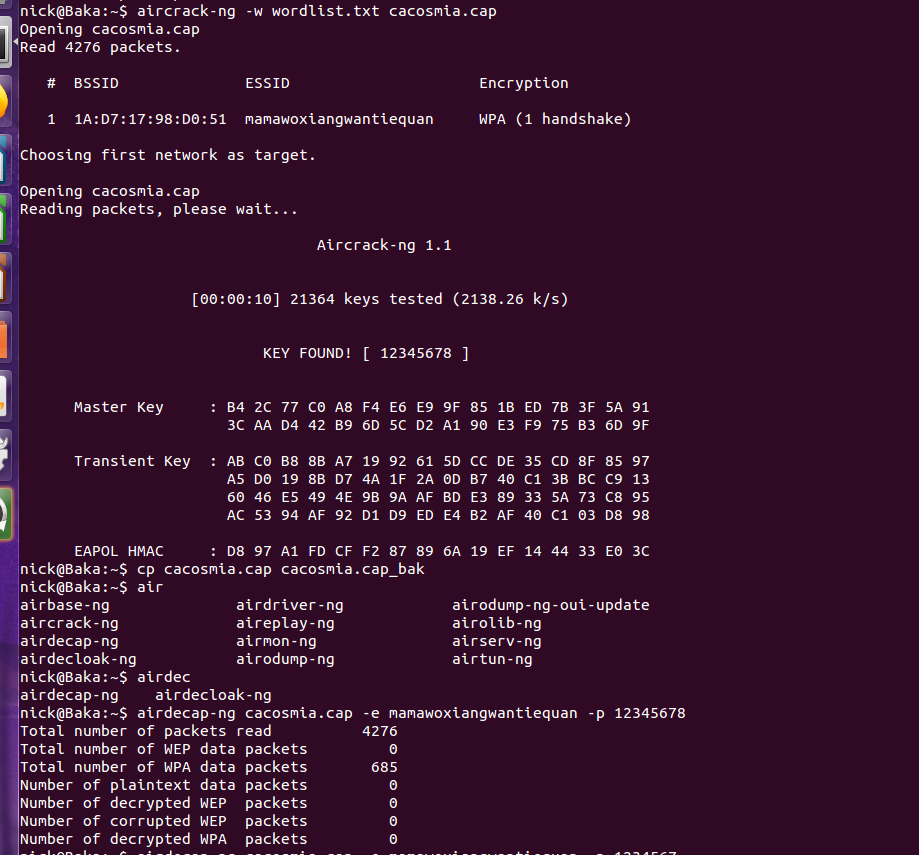 nick@Baka:~$ aircrack-ng -w wordlist.txt cacosmia.cap
Opening cacosmia.cap
Read 4276 packets.
# BSSID ESSID Encryption
1 1A:D7:17:98:D0:51 mamawoxiangwantiequan WPA (1 handshake)
Choosing first network as target.
Opening cacosmia.cap
Reading packets, please wait...
Aircrack-ng 1.1
[00:00:10] 21364 keys tested (2138.26 k/s)
KEY FOUND! [ 12345678 ]
Master Key : B4 2C 77 C0 A8 F4 E6 E9 9F 85 1B ED 7B 3F 5A 91
3C AA D4 42 B9 6D 5C D2 A1 90 E3 F9 75 B3 6D 9F
Transient Key : AB C0 B8 8B A7 19 92 61 5D CC DE 35 CD 8F 85 97
A5 D0 19 8B D7 4A 1F 2A 0D B7 40 C1 3B BC C9 13
60 46 E5 49 4E 9B 9A AF BD E3 89 33 5A 73 C8 95
AC 53 94 AF 92 D1 D9 ED E4 B2 AF 40 C1 03 D8 98
EAPOL HMAC : D8 97 A1 FD CF F2 87 89 6A 19 EF 14 44 33 E0 3C
nick@Baka:~$ cp cacosmia.cap cacosmia.cap_bak
nick@Baka:~$ air
airbase-ng airdriver-ng airodump-ng-oui-update
aircrack-ng aireplay-ng airolib-ng
airdecap-ng airmon-ng airserv-ng
airdecloak-ng airodump-ng airtun-ng
nick@Baka:~$ airdec
airdecap-ng airdecloak-ng
nick@Baka:~$ airdecap-ng cacosmia.cap -e mamawoxiangwantiequan -p 12345678
Total number of packets read 4276
Total number of WEP data packets 0
Total number of WPA data packets 685
Number of plaintext data packets 0
Number of decrypted WEP packets 0
Number of corrupted WEP packets 0
Number of decrypted WPA packets 0